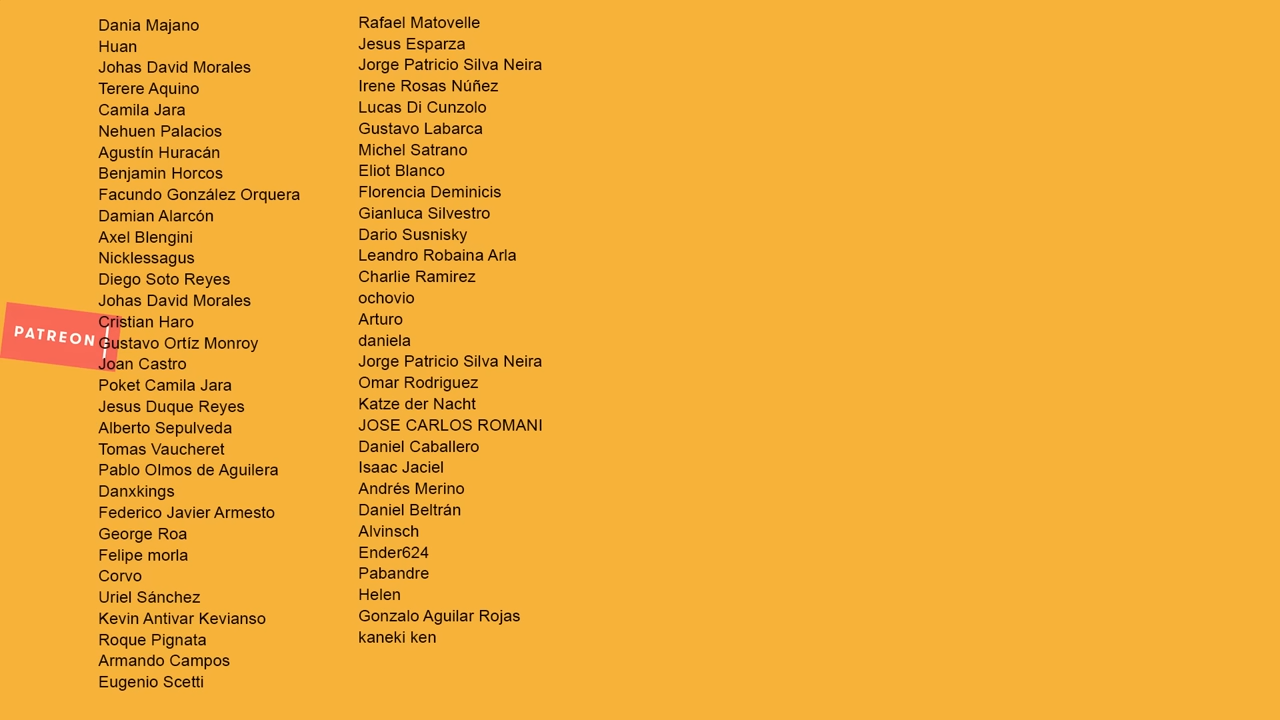 Dania Majano
Huan
Johas David Morales
Terere Aquino
Camila Jara
Nehuen Palacios
Agustín Huracán
Benjamin Horcos
Facundo González Orquera
Damian Alarcón
Axel Blengini
Nicklessagus
Diego Soto Reyes
Johas David Morales
Cristian Haro
Gustavo Ortíz Monroy
Joan Castro
Poket Camila Jara
Jesus Duque Reyes
Alberto Sepulveda
Tomas Vaucheret
Pablo Olmos de Aguilera
Danxkings
Federico Javier Armesto
George Roa
Felipe morla
Corvo
Uriel Sánchez
Kevin Antivar Kevianso
Roque Pignata
Armando Campos
Eugenio Scetti
PATREON
Rafael Matovelle
Jesus Esparza
Jorge Patricio Silva Neira
Irene Rosas Núñez
Lucas Di Cunzolo
Gustavo Labarca
Michel Satrano
Eliot Blanco
Florencia Deminicis
Gianluca Silvestro
Dario Susnisky
Leandro Robaina Arla
Charlie Ramirez
ochovio
Arturo
daniela
Jorge Patricio Silva Neira
Omar Rodriguez
Katze der Nacht
JOSE CARLOS ROMANI
Daniel Caballero
Isaac Jaciel
Andrés Merino
Daniel Beltrán
Alvinsch
Ender624
Pabandre
Helen
Gonzalo Aguilar Rojas
kaneki ken